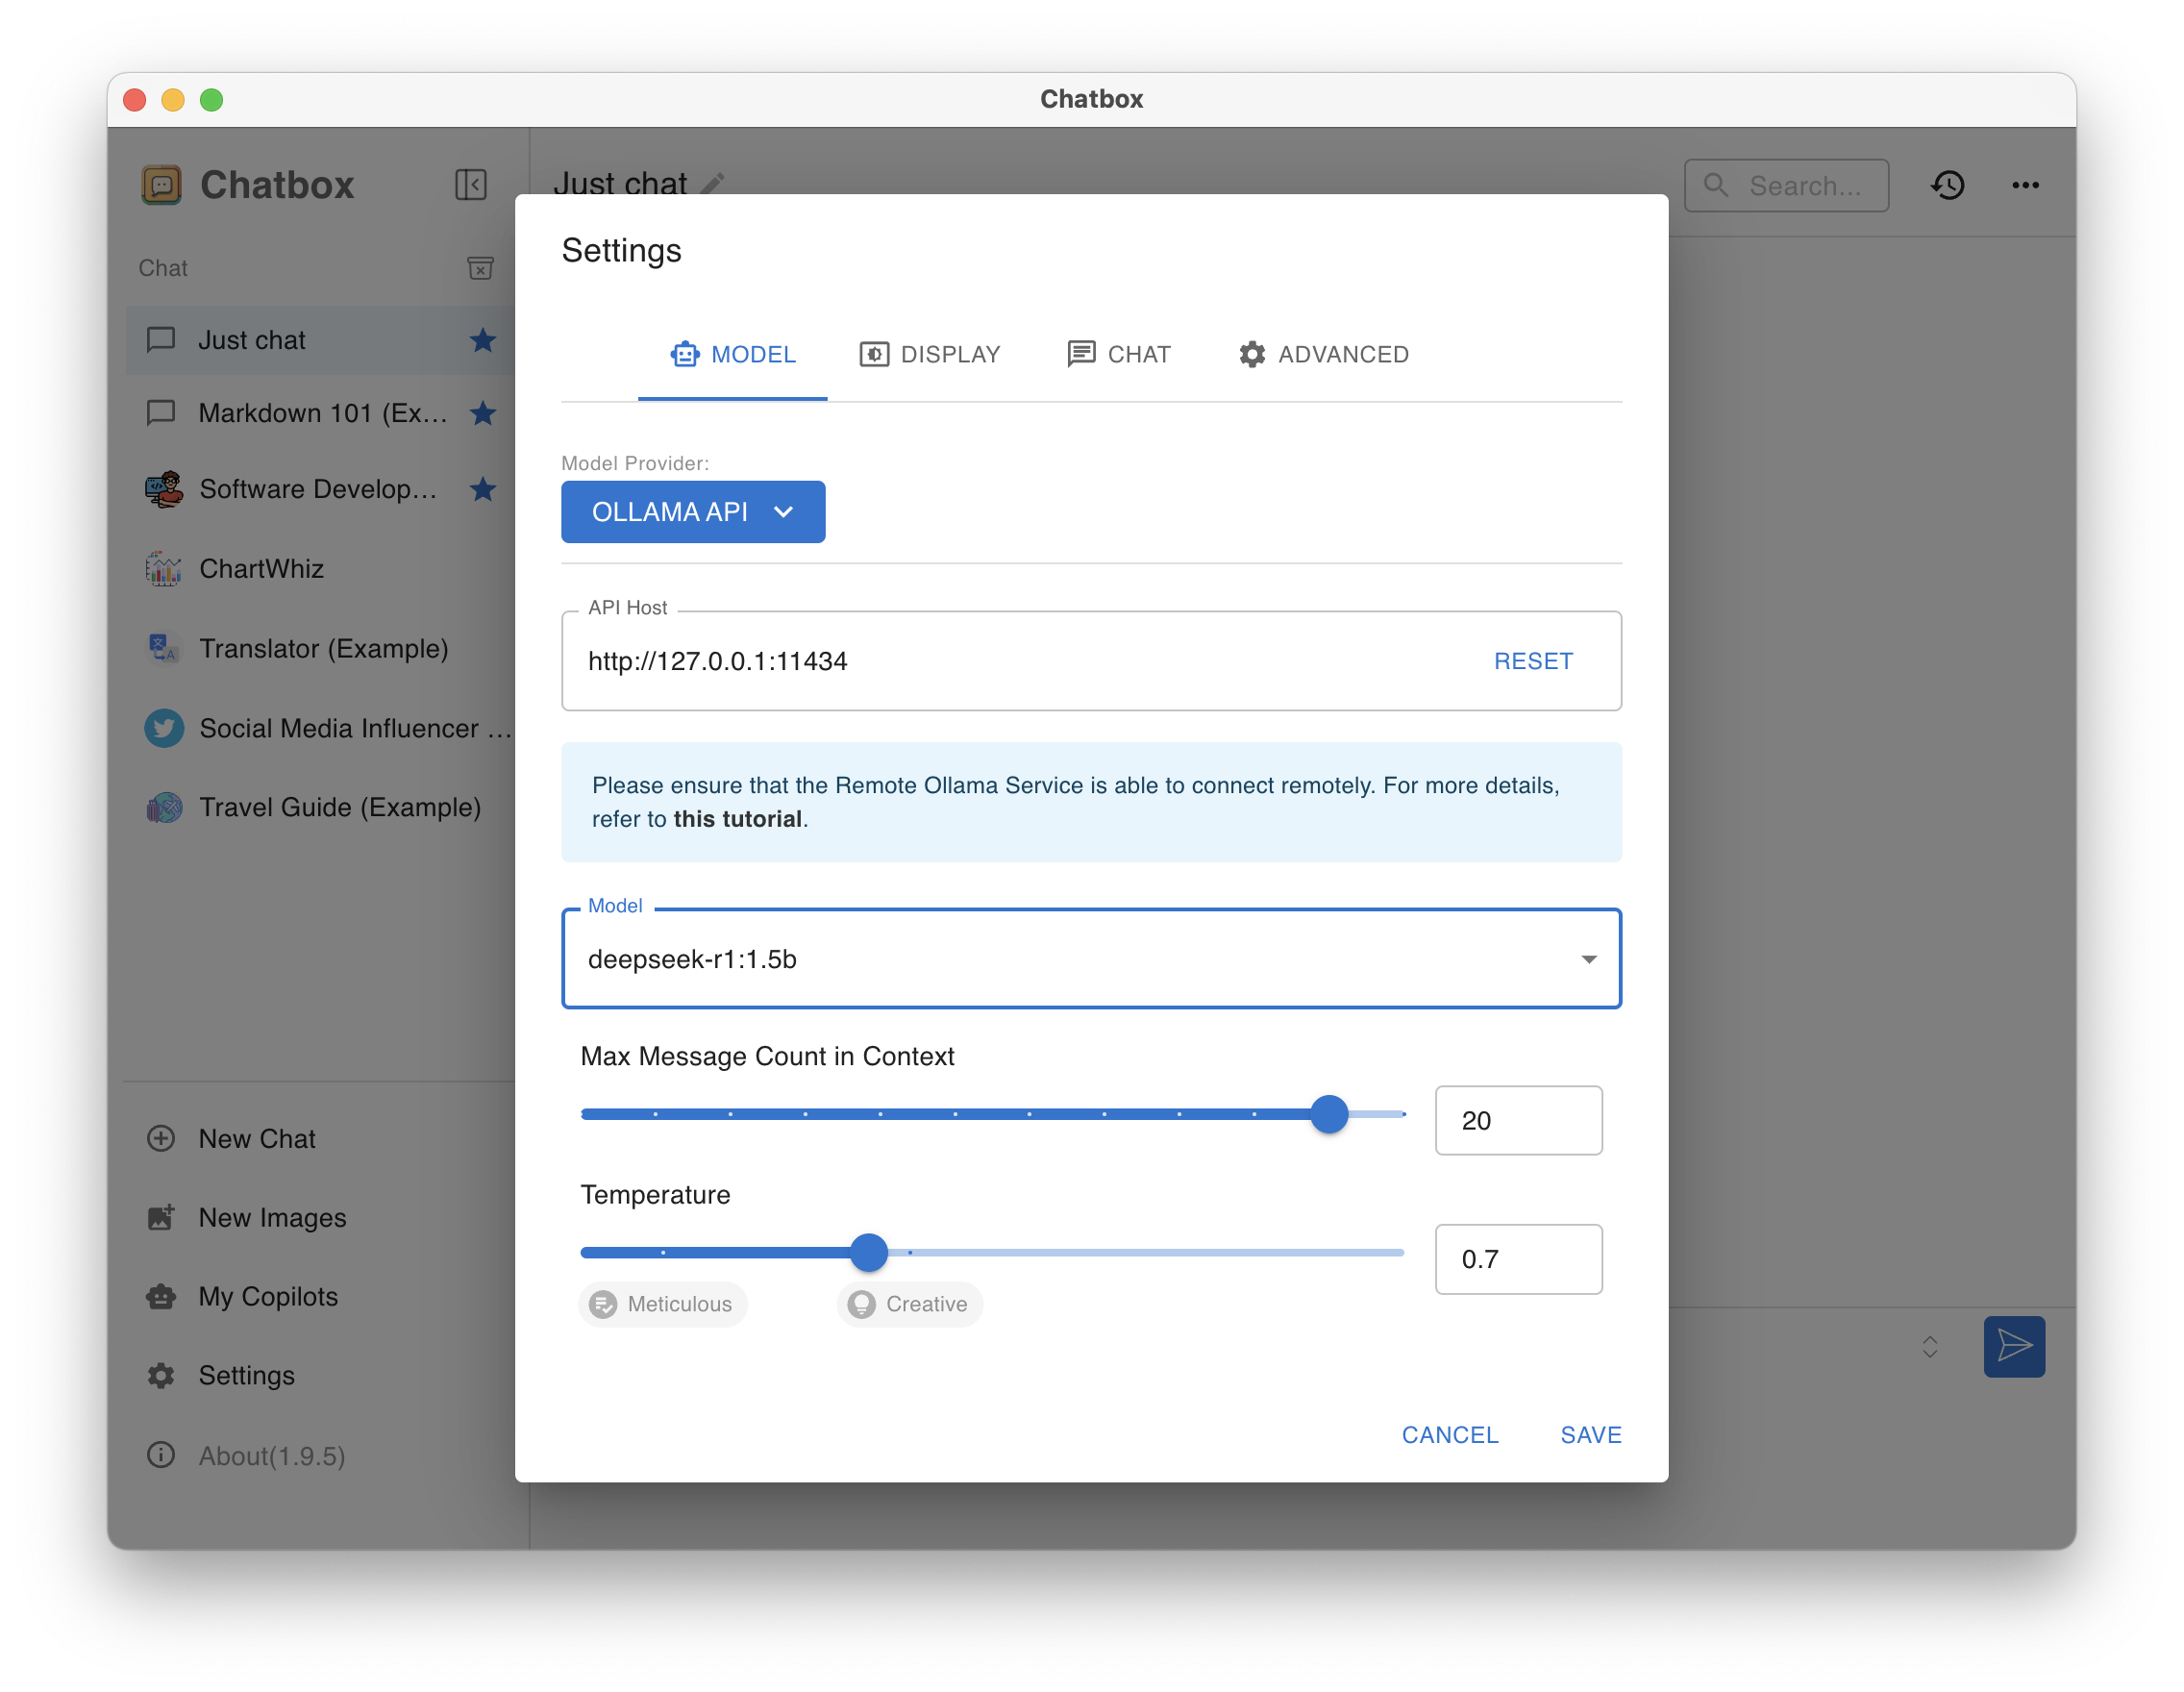 Chatbox
Chatbox
Just chat
Search...
Chat
Just chat
Markdown 101 (Ex...
Software Develop...
ChartWhiz
Translator (Example)
Social Media Influencer ...
Travel Guide (Example)
New Chat
New Images
My Copilots
Settings
About(1.9.5)
Settings
MODEL
DISPLAY
CHAT
ADVANCED
Model Provider:
OLLAMA API
API Host
http://127.0.0.1:11434
RESET
Please ensure that the Remote Ollama Service is able to connect remotely. For more details,
refer to this tutorial.
Model
deepseek-r1:1.5b
Max Message Count in Context
20
Temperature
0.7
Meticulous
Creative
CANCEL
SAVE